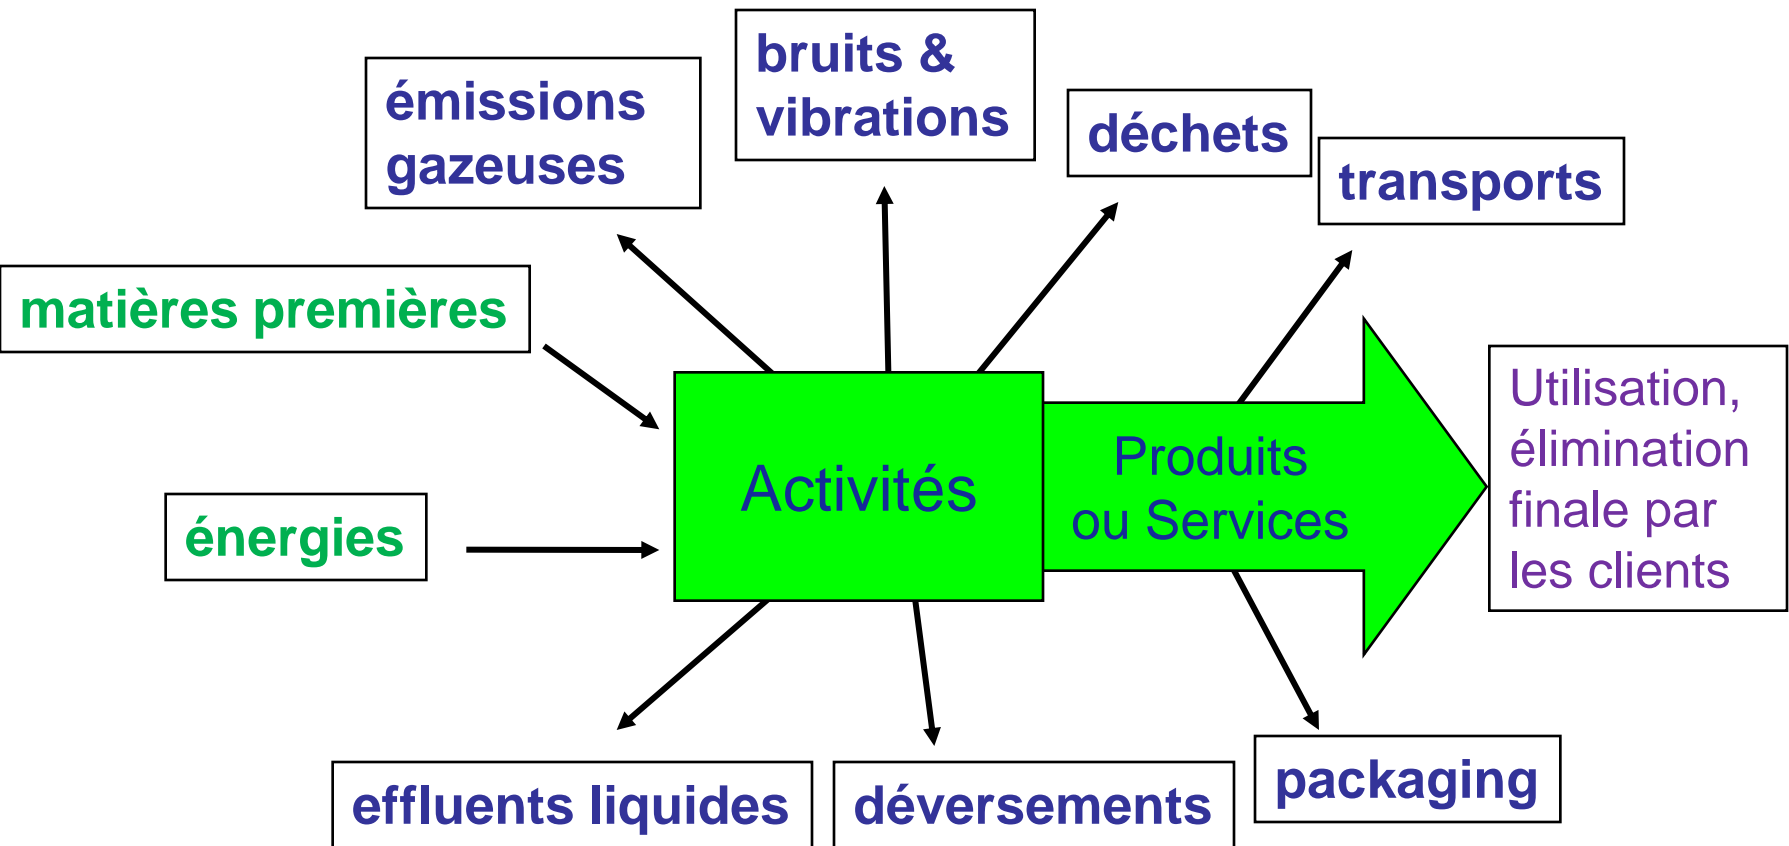 bruits &
vibrations
émissions
gazeuses
déchets
transports
matières premières
énergies
Activités
Produits
ou Services
Utilisation,
élimination
finale par
les clients
effluents liquides
déversements
packaging